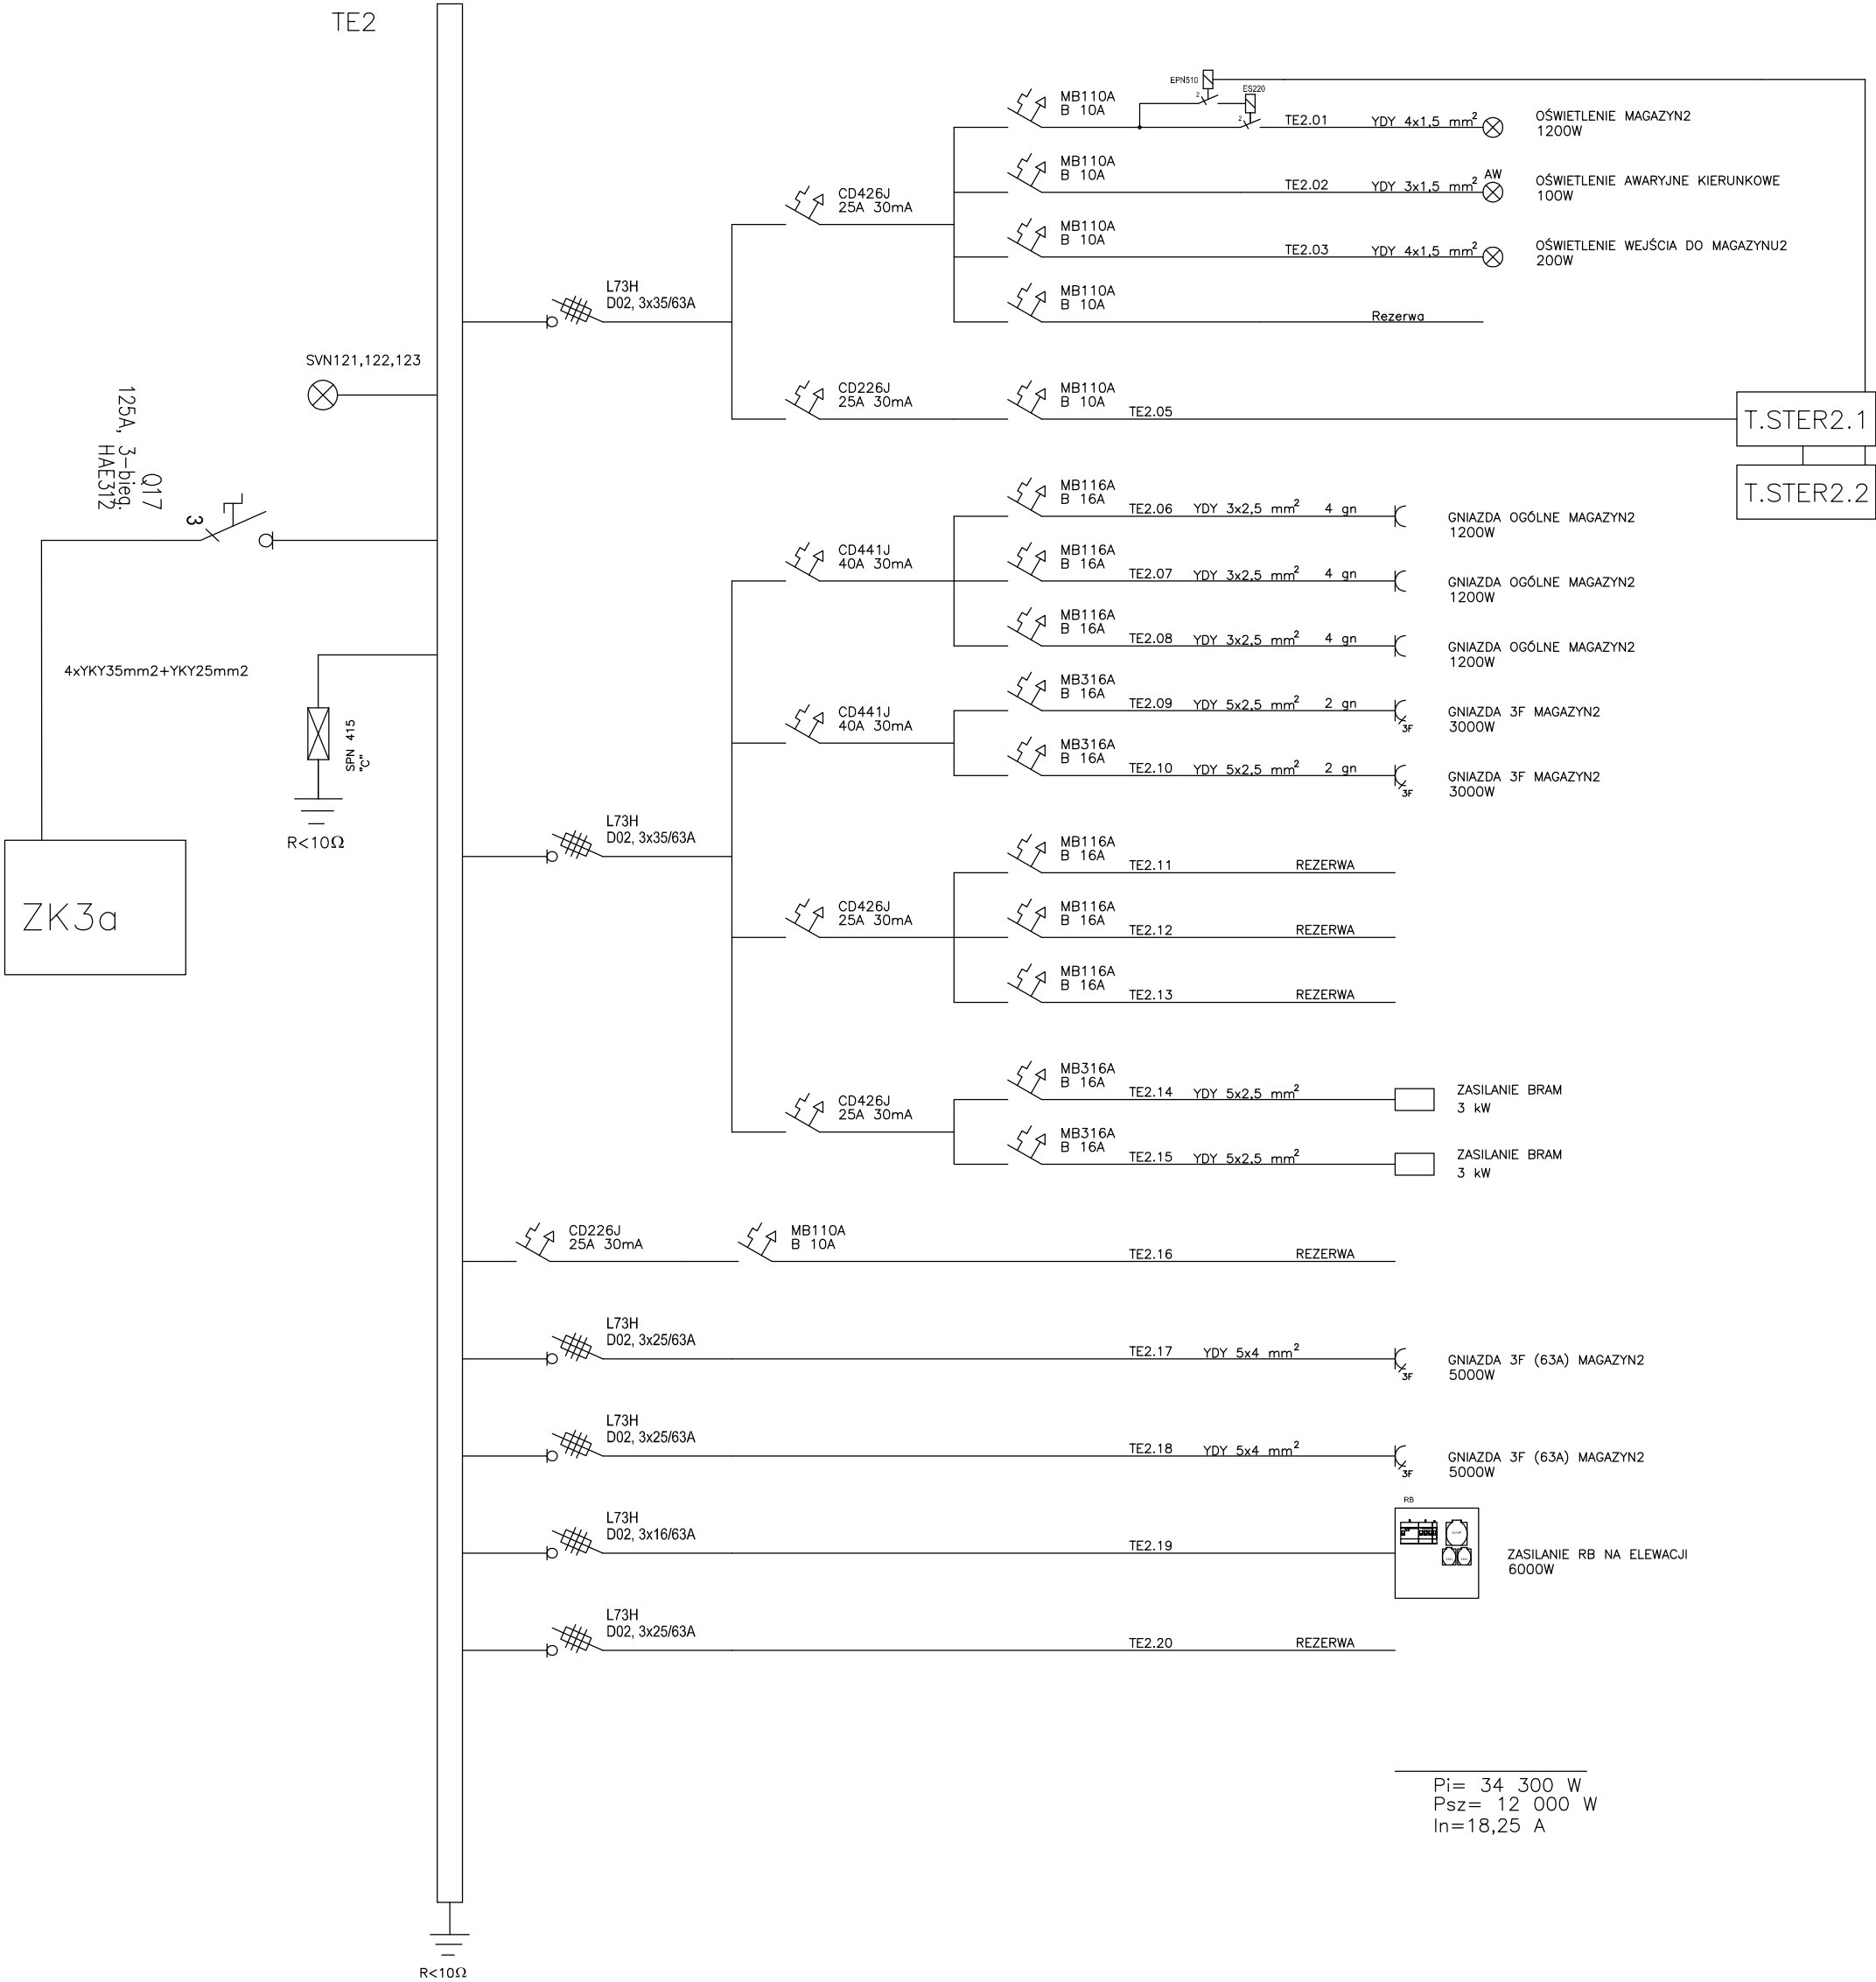 TE2
EPN510
2
ES220
2
MB110A
B 10A
TE2.01
YDY 4x1,5 mm²
OŚWIETLENIE MAGAZYN2
1200W
MB110A
B 10A
TE2.02
YDY 3x1,5 mm²
AW
OŚWIETLENIE AWARYJNE KIERUNKOWE
100W
CD426J
25A 30mA
MB110A
B 10A
TE2.03
YDY 4x1,5 mm²
OŚWIETLENIE WEJŚCIA DO MAGAZYNU2
200W
L73H
D02, 3x35/63A
MB110A
B 10A
Rezerwa
SVN121,122,123
CD226J
25A 30mA
MB110A
B 10A
TE2.05
T.STER2.1
T.STER2.2
Q17
125A, 3-bieg.
HAE312
3
MB116A
B 16A
TE2.06
YDY 3x2,5 mm²
4 gn
GNIAZDA OGÓLNE MAGAZYN2
1200W
CD441J
40A 30mA
MB116A
B 16A
TE2.07
YDY 3x2,5 mm²
4 gn
GNIAZDA OGÓLNE MAGAZYN2
1200W
MB116A
B 16A
TE2.08
YDY 3x2,5 mm²
4 gn
GNIAZDA OGÓLNE MAGAZYN2
1200W
4xYKY35mm2+YKY25mm2
SPN 415
"C"
R<10Ω
CD441J
40A 30mA
MB316A
B 16A
TE2.09
YDY 5x2,5 mm²
2 gn
3F
GNIAZDA 3F MAGAZYN2
3000W
MB316A
B 16A
TE2.10
YDY 5x2,5 mm²
2 gn
3F
GNIAZDA 3F MAGAZYN2
3000W
L73H
D02, 3x35/63A
ZK3a
MB116A
B 16A
TE2.11
REZERWA
CD426J
25A 30mA
MB116A
B 16A
TE2.12
REZERWA
MB116A
B 16A
TE2.13
REZERWA
CD426J
25A 30mA
MB316A
B 16A
TE2.14
YDY 5x2,5 mm²
ZASILANIE BRAM
3 kW
MB316A
B 16A
TE2.15
YDY 5x2,5 mm²
ZASILANIE BRAM
3 kW
CD226J
25A 30mA
MB110A
B 10A
TE2.16
REZERWA
L73H
D02, 3x25/63A
TE2.17
YDY 5x4 mm²
3F
GNIAZDA 3F (63A) MAGAZYN2
5000W
L73H
D02, 3x25/63A
TE2.18
YDY 5x4 mm²
3F
GNIAZDA 3F (63A) MAGAZYN2
5000W
L73H
D02, 3x16/63A
TE2.19
RB
ZASILANIE RB NA ELEWACJI
6000W
L73H
D02, 3x25/63A
TE2.20
REZERWA
Pi= 34 300 W
Psz= 12 000 W
In=18,25 A
R<10Ω